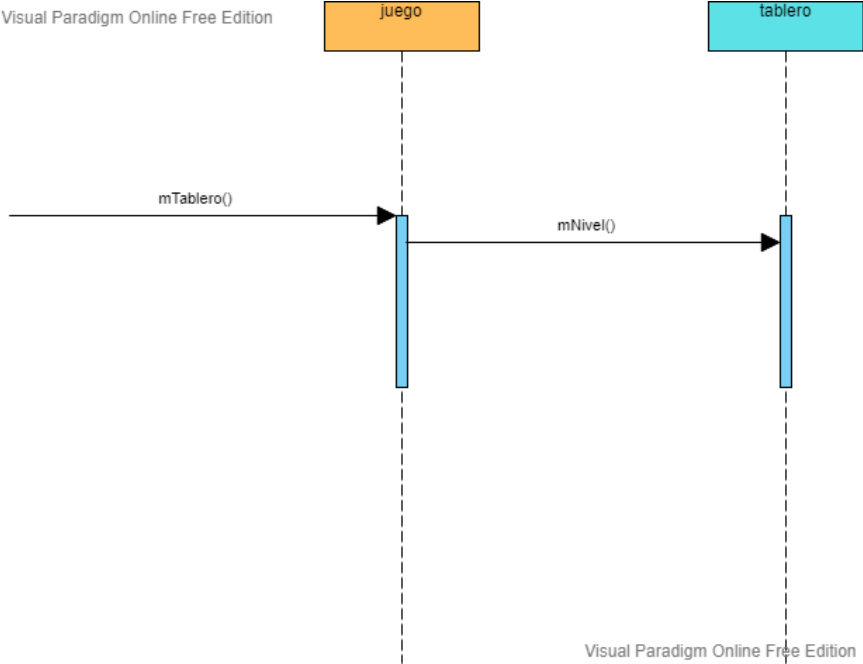 Visual Paradigm Online Free Edition
juego
tablero
mTablero()
mNivel()
Visual Paradigm Online Free Edition